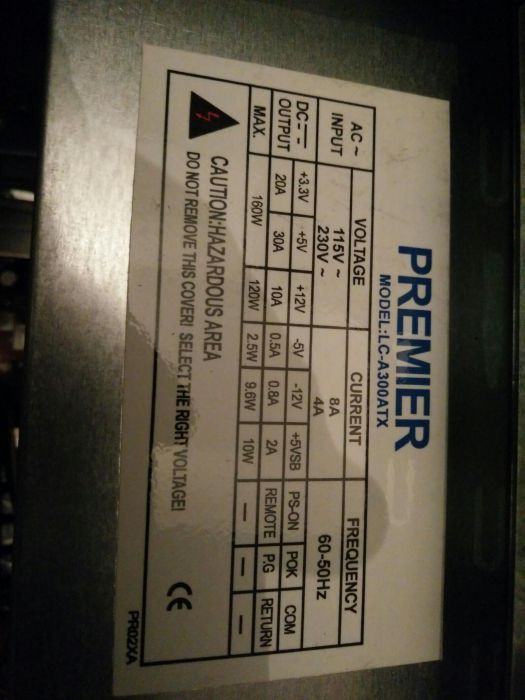 PREMIER
MODEL:LC-A300ATX
AC~ INPUT VOLTAGE CURRENT FREQUENCY
115V~ 8A 60-50Hz
230V~ 4A
DC OUTPUT +3.3V +5V +12V -5V -12V +5VSB PS-ON POK COM
20A 30A 10A 0.5A 0.8A 2A REMOTE P.G RETURN
MAX. 160W 120W 2.5W 9.6W 10W — — —
CAUTION:HAZARDOUS AREA
DO NOT REMOVE THIS COVER! SELECT THE RIGHT VOLTAGE!
CE
PR02XA